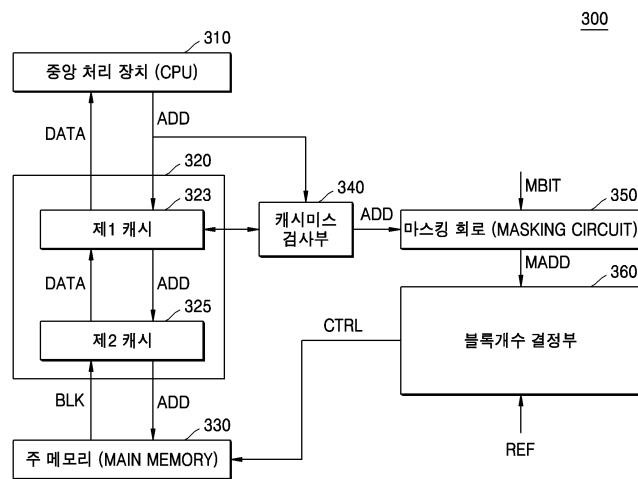 300
310
중앙 처리 장치 (CPU)
DATA
ADD
320
323
제1 캐시
340
캐시미스
검사부
ADD
MBIT
350
마스킹 회로 (MASKING CIRCUIT)
MADD
360
DATA
ADD
325
제2 캐시
CTRL
블록개수 결정부
BLK
ADD
330
주 메모리 (MAIN MEMORY)
REF